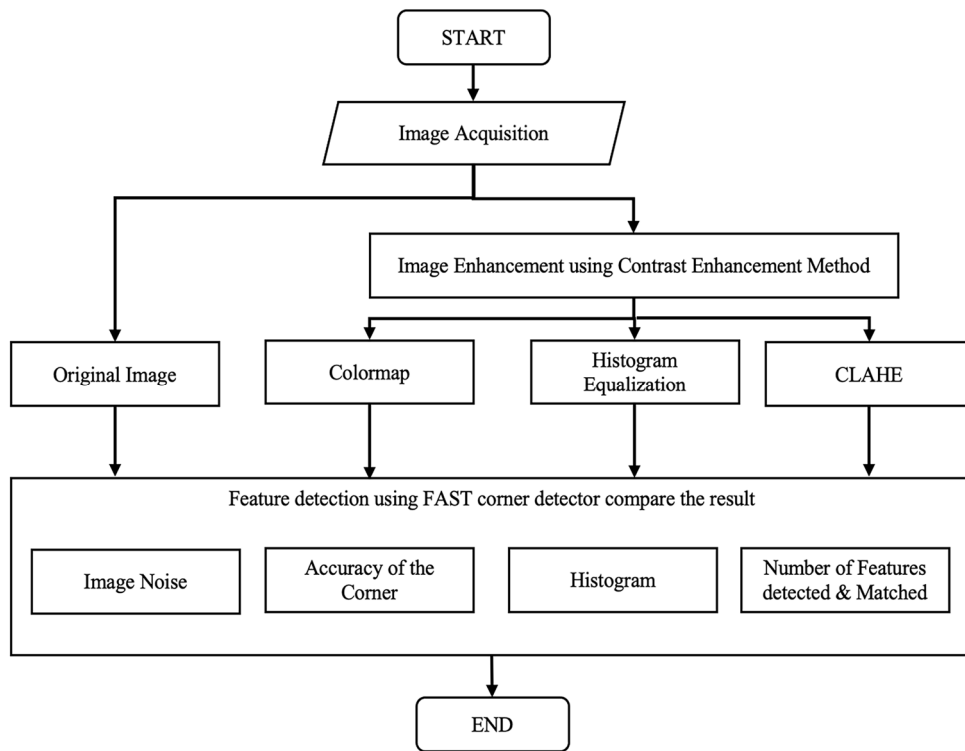 START
Image Acquisition
Image Enhancement using Contrast Enhancement Method
Original Image
Colormap
Histogram
Equalization
CLAHE
Feature detection using FAST corner detector compare the result
Image Noise
Accuracy of the
Corner
Histogram
Number of Features
detected & Matched
END